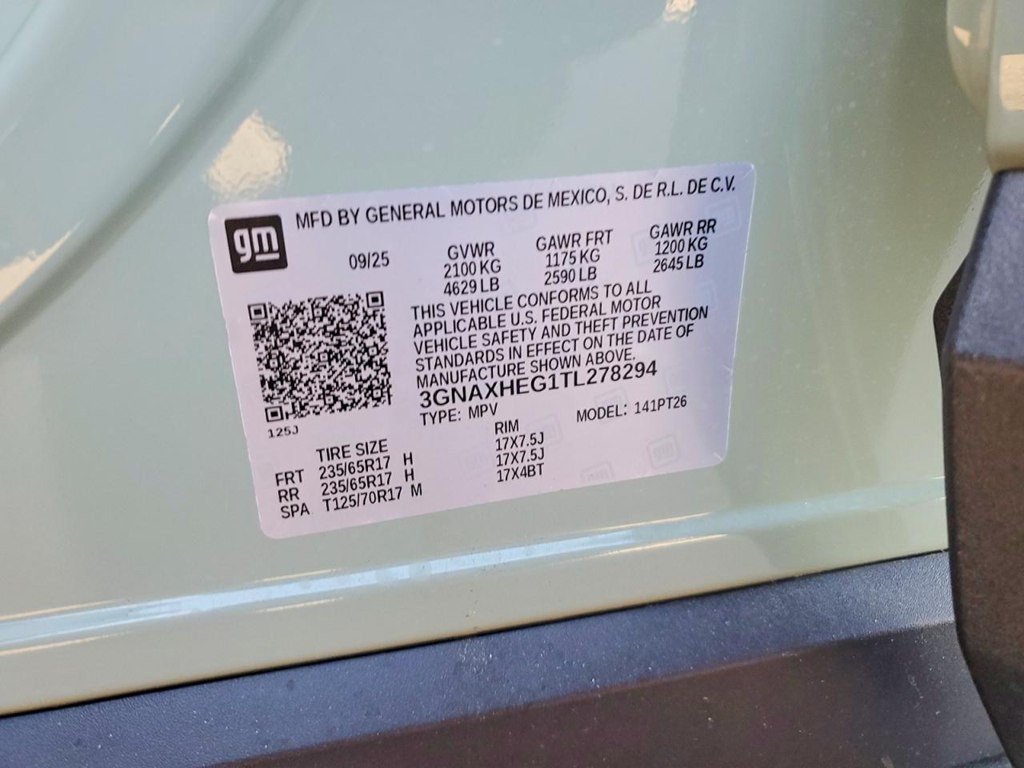 gm
MFD BY GENERAL MOTORS DE MEXICO, S. DE R.L. DE C.V.
09/25
GVWR GAWR FRT GAWR RR
2100 KG 1175 KG 1200 KG
4629 LB 2590 LB 2645 LB
THIS VEHICLE CONFORMS TO ALL
APPLICABLE U.S. FEDERAL MOTOR
VEHICLE SAFETY AND THEFT PREVENTION
STANDARDS IN EFFECT ON THE DATE OF
MANUFACTURE SHOWN ABOVE.
3GNAXHEG1TL278294
TYPE: MPV MODEL: 141PT26
125J
TIRE SIZE RIM
FRT 235/65R17 H 17X7.5J
RR 235/65R17 H 17X7.5J
SPA T125/70R17 M 17X4BT